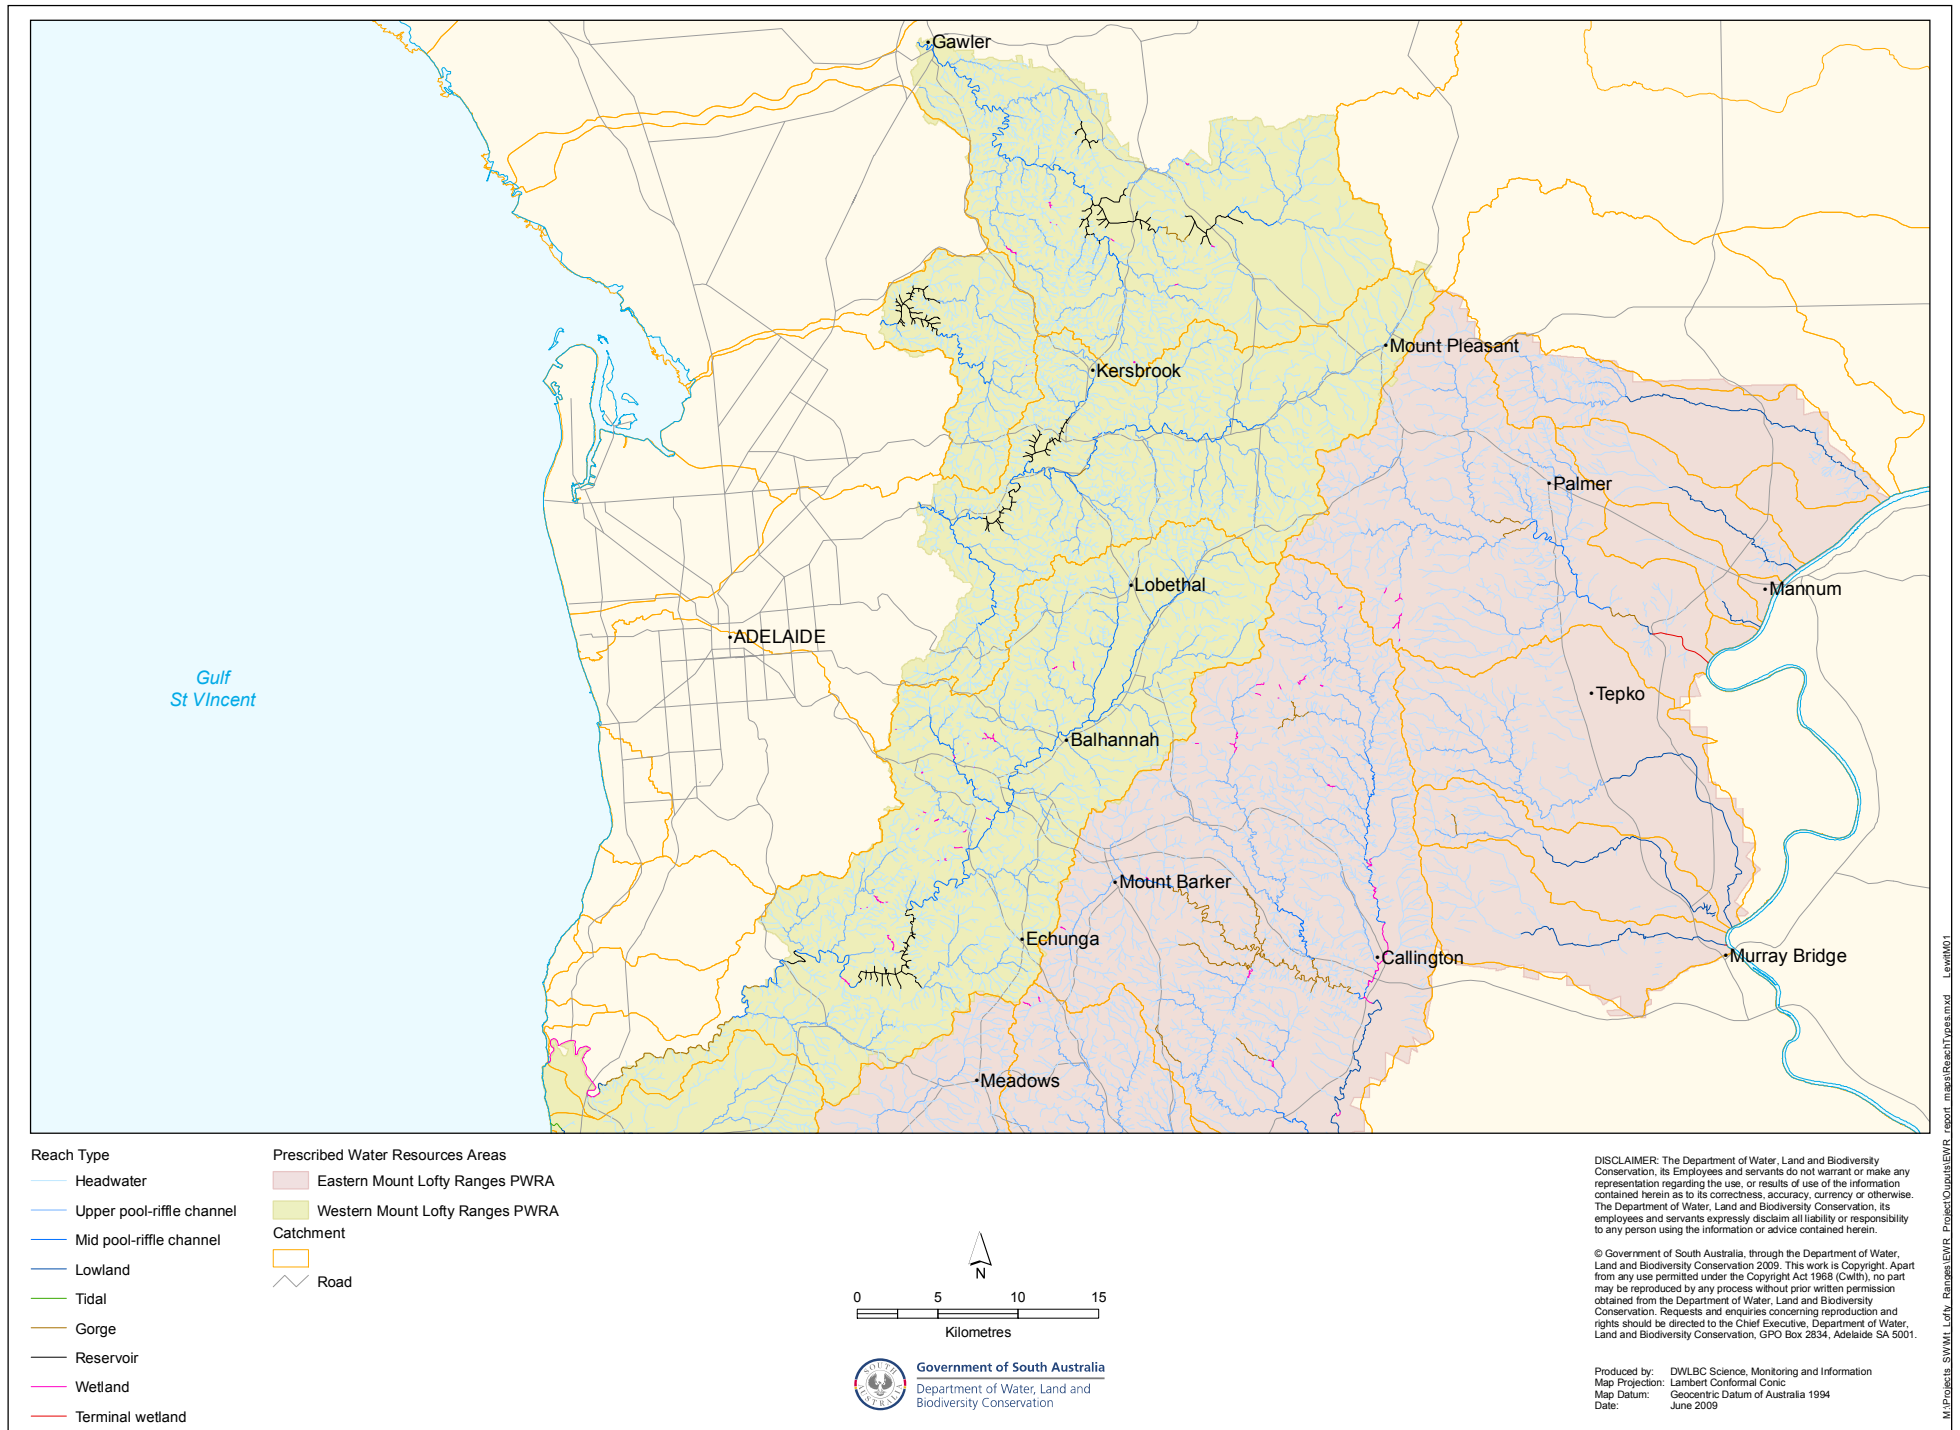 Gawler
Mount Pleasant
Kersbrook
Palmer
Lobethal
Mannum
ADELAIDE
Gulf
St VIncent
Tepko
Balhannah
Mount Barker
Echunga
Callington
Murray Bridge
Meadows
Reach Type
Headwater
Upper pool-riffle channel
Mid pool-riffle channel
Lowland
Tidal
Gorge
Reservoir
Wetland
Terminal wetland
Prescribed Water Resources Areas
Eastern Mount Lofty Ranges PWRA
Western Mount Lofty Ranges PWRA
Catchment
Road
N
0 5 10 15
Kilometres
SOUTH AUSTRALIA
Government of South Australia
Department of Water, Land and
Biodiversity Conservation
DISCLAIMER: The Department of Water, Land and Biodiversity
Conservation, its Employees and servants do not warrant or make any
representation regarding the use, or results of use of the information
contained herein as to its correctness, accuracy, currency or otherwise.
The Department of Water, Land and Biodiversity Conservation, its
employees and servants expressly disclaim all liability or responsibility
to any person using the information or advice contained herein.
© Government of South Australia, through the Department of Water,
Land and Biodiversity Conservation 2009. This work is Copyright. Apart
from any use permitted under the Copyright Act 1968 (Cwlth), no part
may be reproduced by any process without prior written permission
obtained from the Department of Water, Land and Biodiversity
Conservation. Requests and enquiries concerning reproduction and
rights should be directed to the Chief Executive, Department of Water,
Land and Biodiversity Conservation, GPO Box 2834, Adelaide SA 5001.
Produced by: DWLBC Science, Monitoring and Information
Map Projection: Lambert Conformal Conic
Map Datum: Geocentric Datum of Australia 1994
Date: June 2009
M:\Projects_SW\Mt_Lofty_Ranges\EWR_Project\Ouputs\EWR_report_maps\ReachTypes.mxd LewittM01